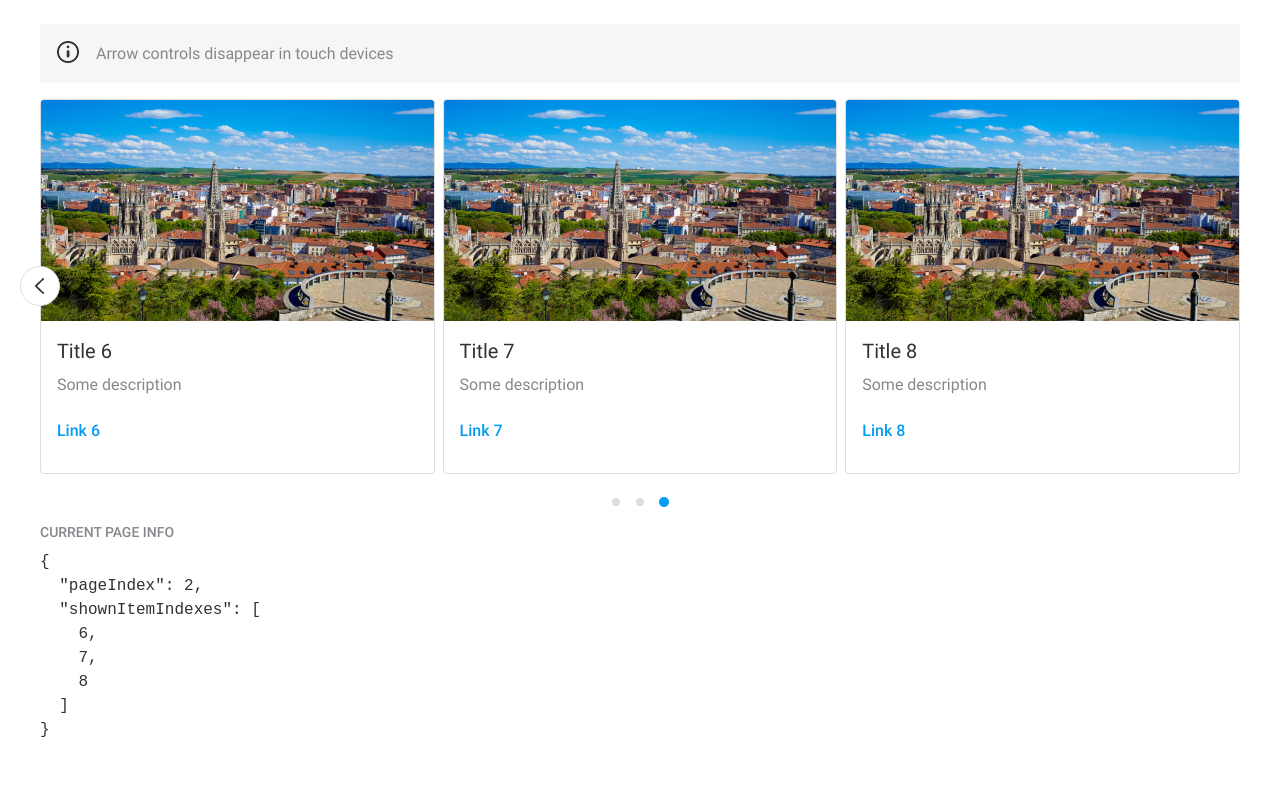 Arrow controls disappear in touch devices
Title 6
Some description
Link 6
Title 7
Some description
Link 7
Title 8
Some description
Link 8
CURRENT PAGE INFO
{
  "pageIndex": 2,
  "shownItemIndexes": [
    6,
    7,
    8
  ]
}